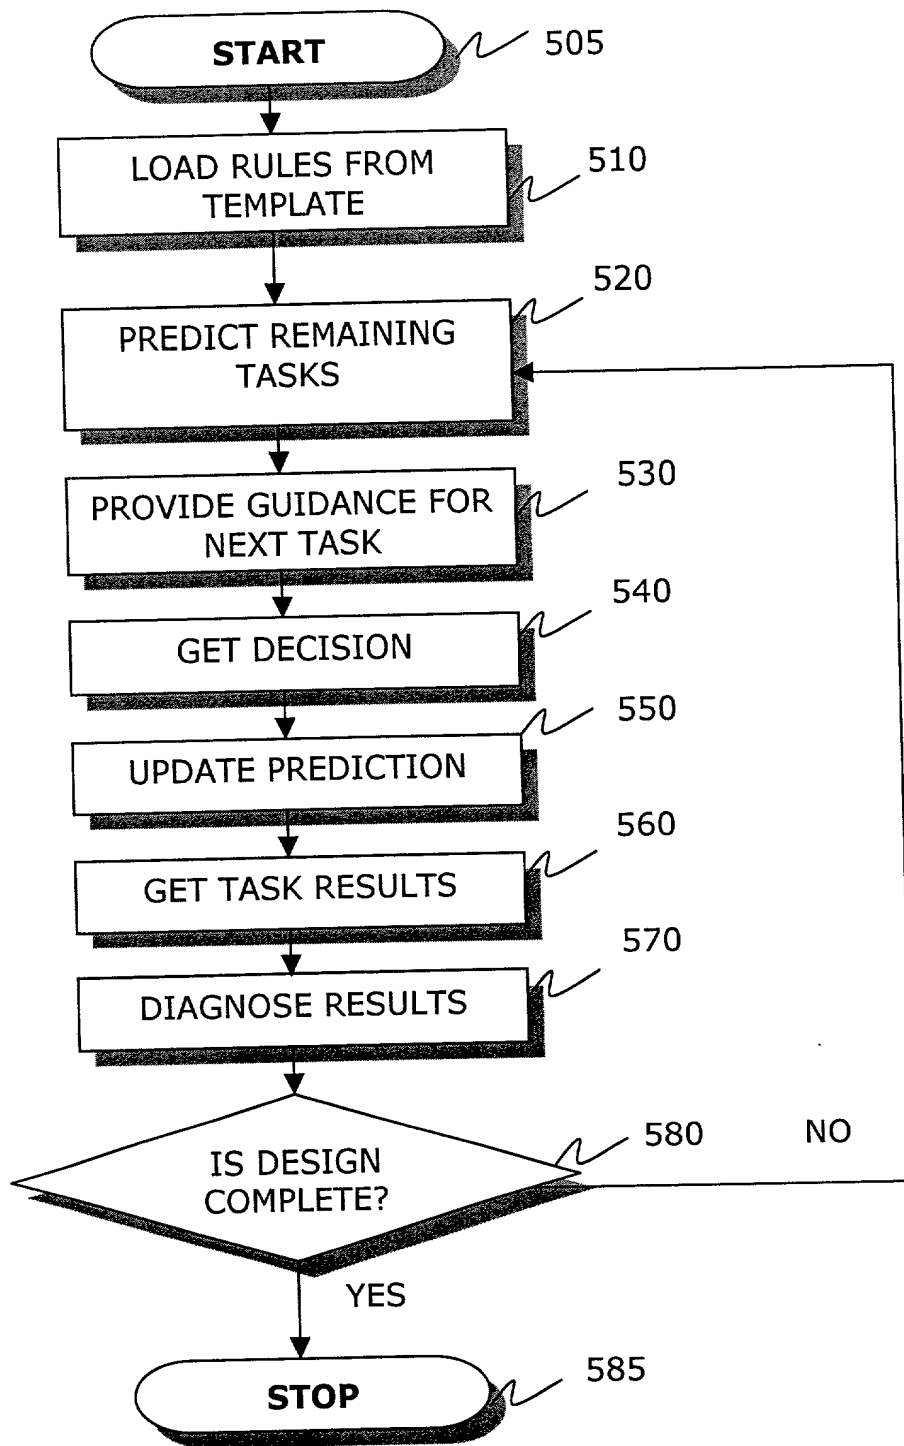 START
505
LOAD RULES FROM
TEMPLATE
510
520
PREDICT REMAINING
TASKS
530
PROVIDE GUIDANCE FOR
NEXT TASK
540
GET DECISION
550
UPDATE PREDICTION
560
GET TASK RESULTS
570
DIAGNOSE RESULTS
580
NO
IS DESIGN
COMPLETE?
YES
STOP
585